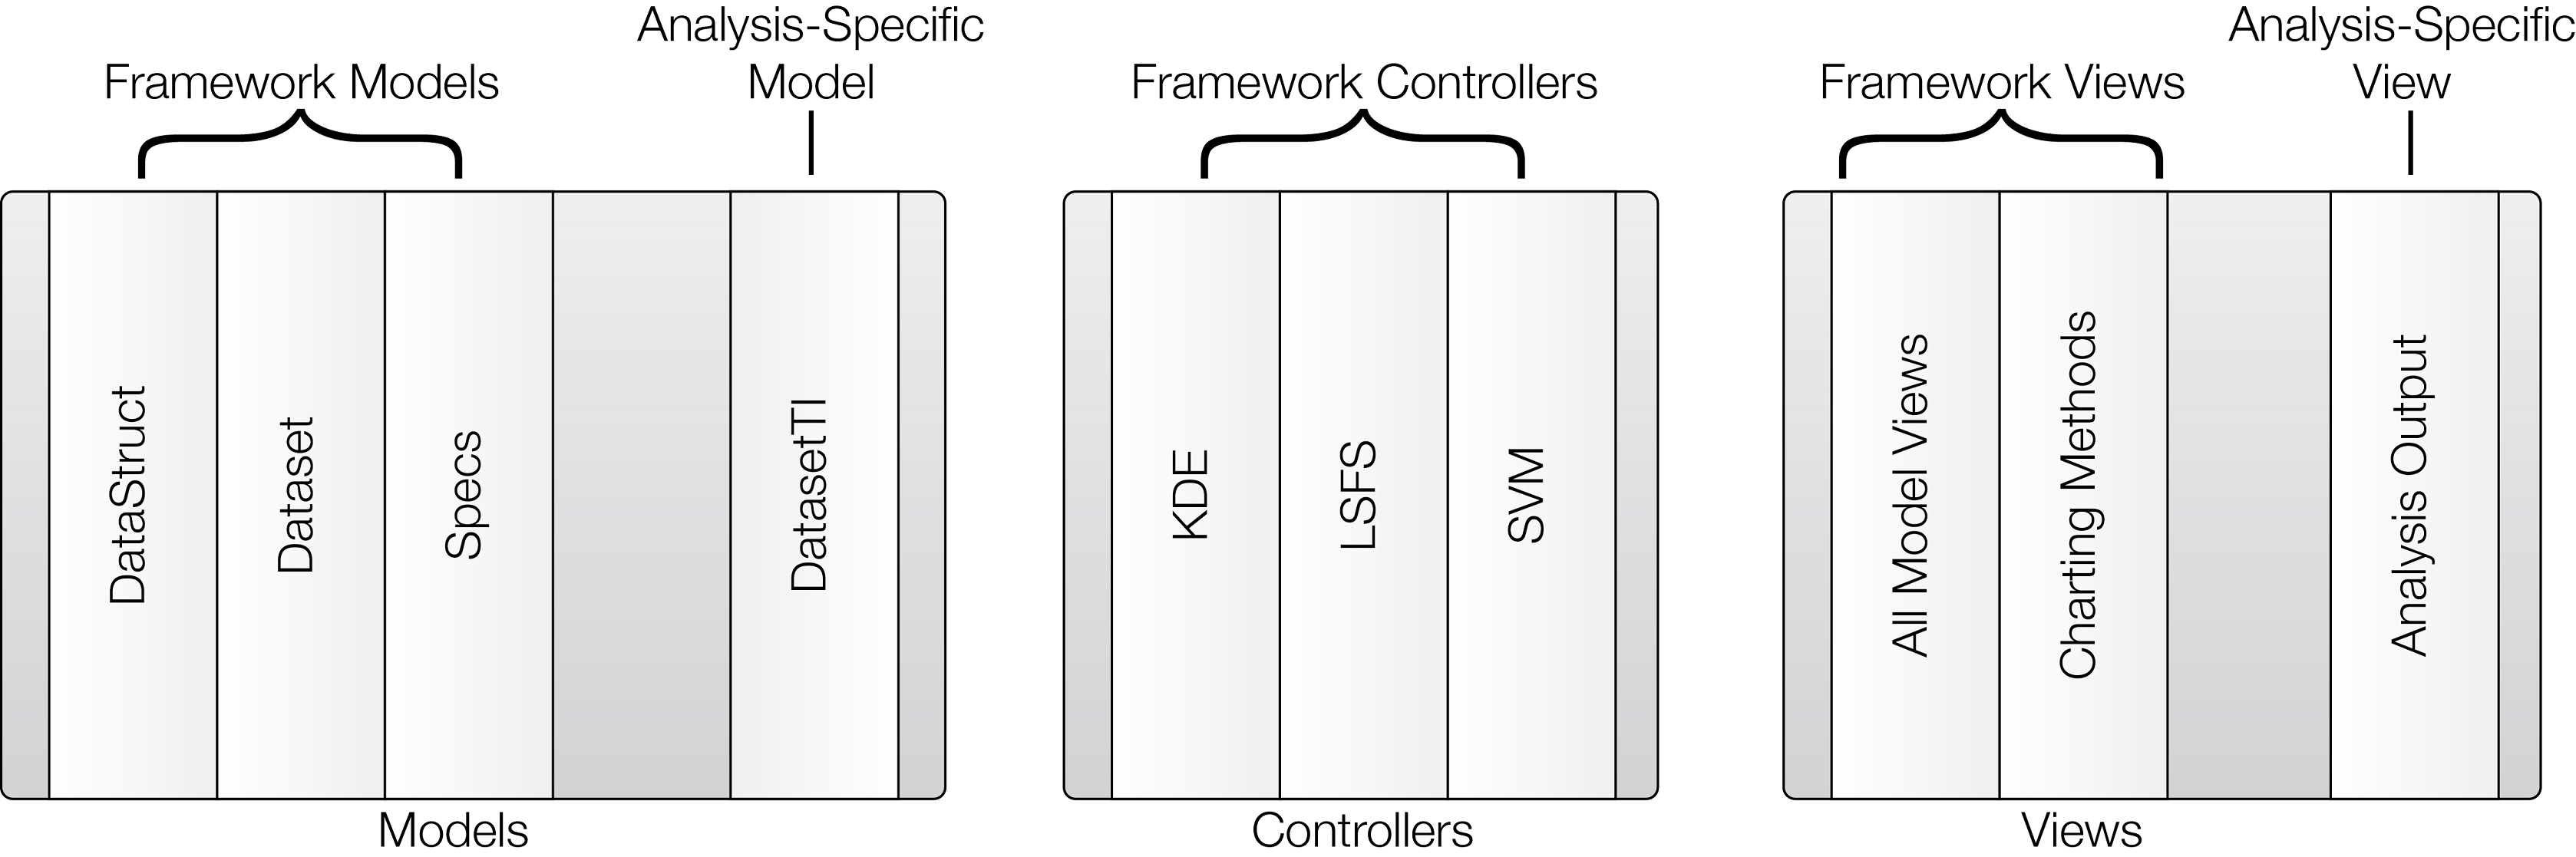 Framework Models
Analysis-Specific
Model
DataStruct
Dataset
Specs
DatasetTI
Models
Framework Controllers
KDE
LSFS
SVM
Controllers
Framework Views
Analysis-Specific
View
All Model Views
Charting Methods
Analysis Output
Views